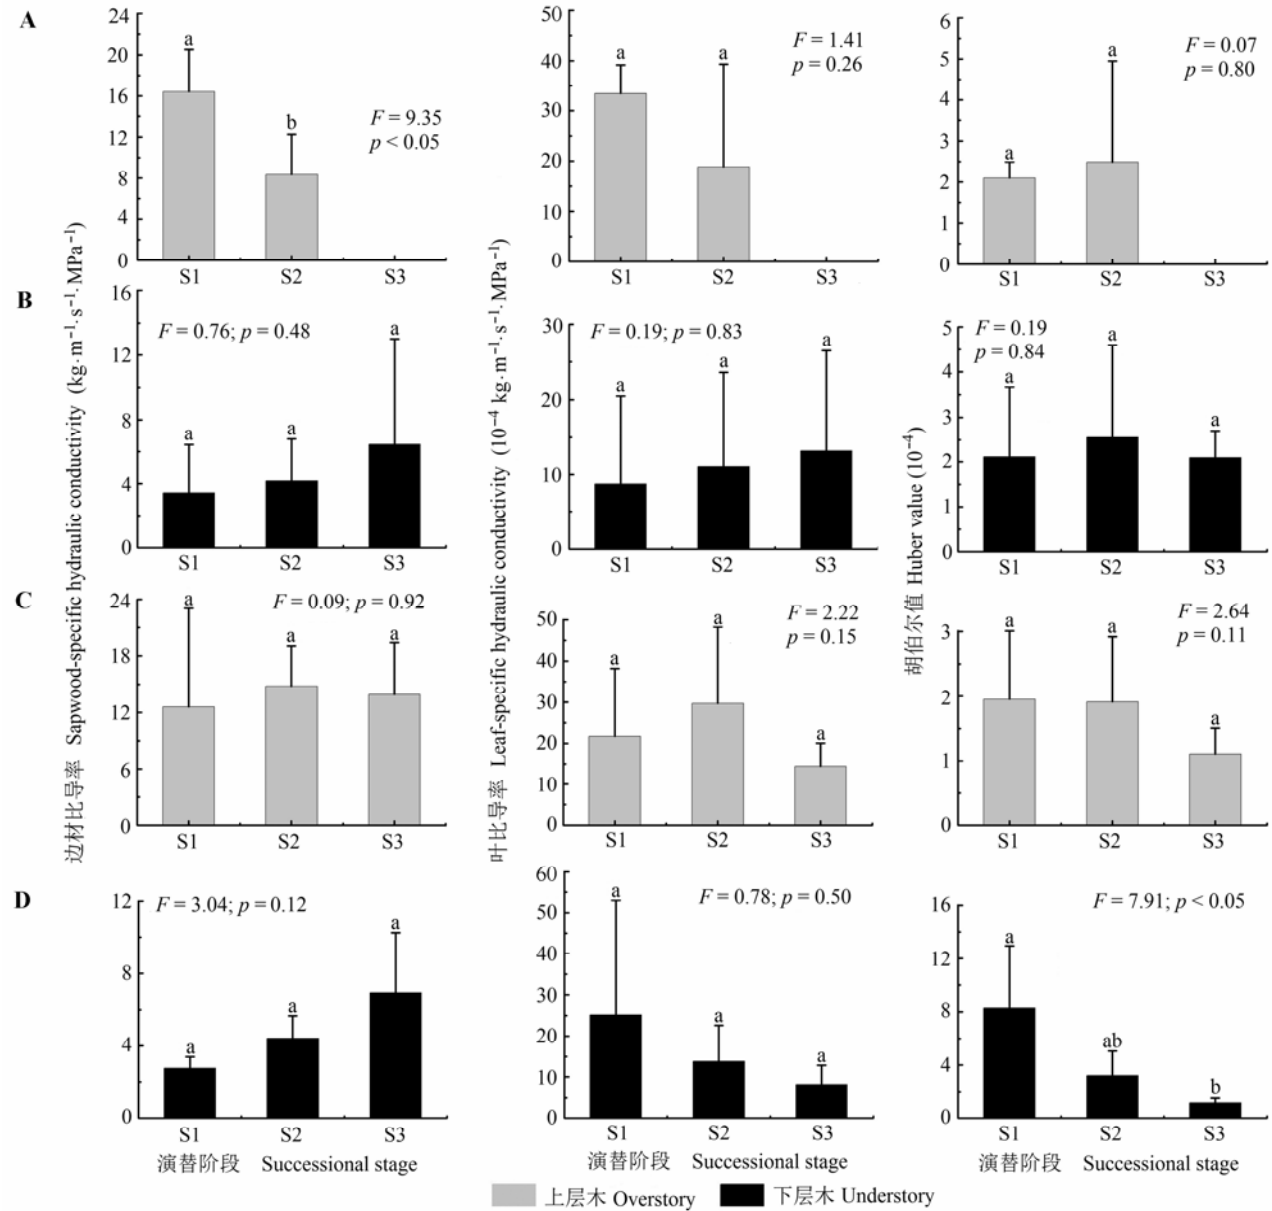 A
24
20
16
12
8
4
0
a
b
F = 9.35
p < 0.05
S1 S2 S3
50
40
30
20
10
0
a
a
F = 1.41
p = 0.26
S1 S2 S3
6
5
4
3
2
1
0
a
a
F = 0.07
p = 0.80
S1 S2 S3
B
16
12
8
4
0
F = 0.76; p = 0.48
a
a
a
S1 S2 S3
30
20
10
0
F = 0.19; p = 0.83
a
a
a
S1 S2 S3
5
4
3
2
1
0
F = 0.19
p = 0.84
a
a
a
S1 S2 S3
C
24
18
12
6
0
F = 0.09; p = 0.92
a
a
a
S1 S2 S3
50
40
30
20
10
0
F = 2.22
p = 0.15
a
a
a
S1 S2 S3
3
2
1
0
F = 2.64
p = 0.11
a
a
a
S1 S2 S3
D
12
8
4
0
F = 3.04; p = 0.12
a
a
a
S1 S2 S3
演替阶段 Successional stage
60
50
40
30
20
10
0
F = 0.78; p = 0.50
a
a
a
S1 S2 S3
演替阶段 Successional stage
16
12
8
4
0
F = 7.91; p < 0.05
a
ab
b
S1 S2 S3
演替阶段 Successional stage
边材比导率 Sapwood-specific hydraulic conductivity (kg·m⁻¹·s⁻¹·MPa⁻¹)
叶比导率 Leaf-specific hydraulic conductivity (10⁻⁴ kg·m⁻¹·s⁻¹·MPa⁻¹)
胡伯尔值 Huber value (10⁻⁴)
上层木 Overstory 下层木 Understory